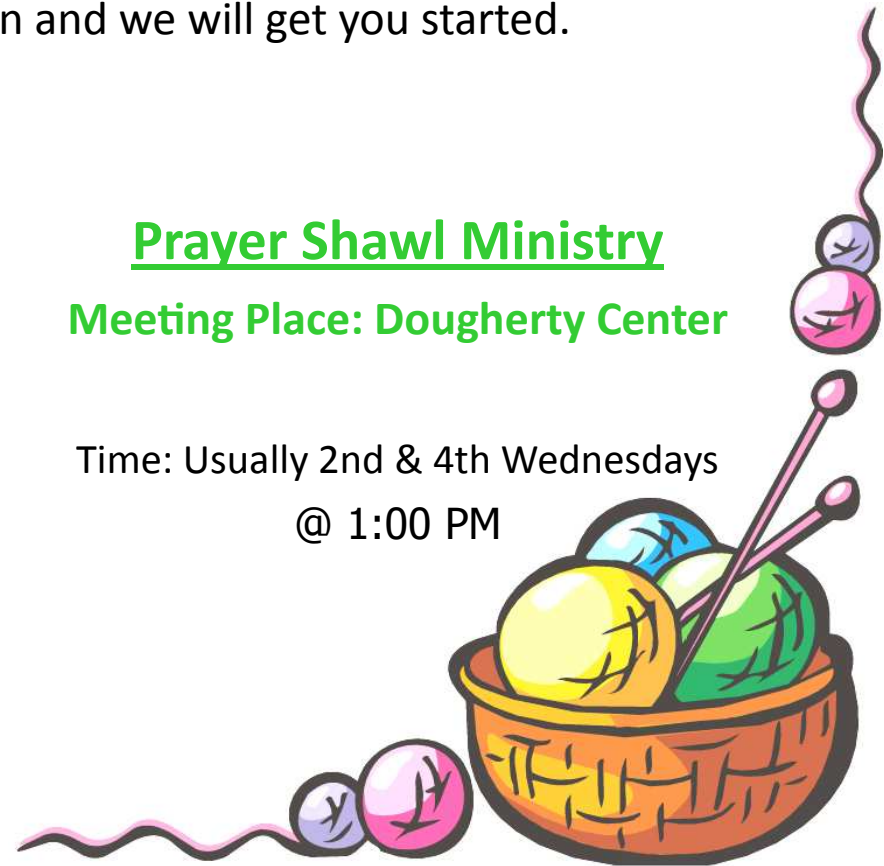 n and we will get you started.
Prayer Shawl Ministry
Meeting Place: Dougherty Center
Time: Usually 2nd & 4th Wednesdays
@ 1:00 PM